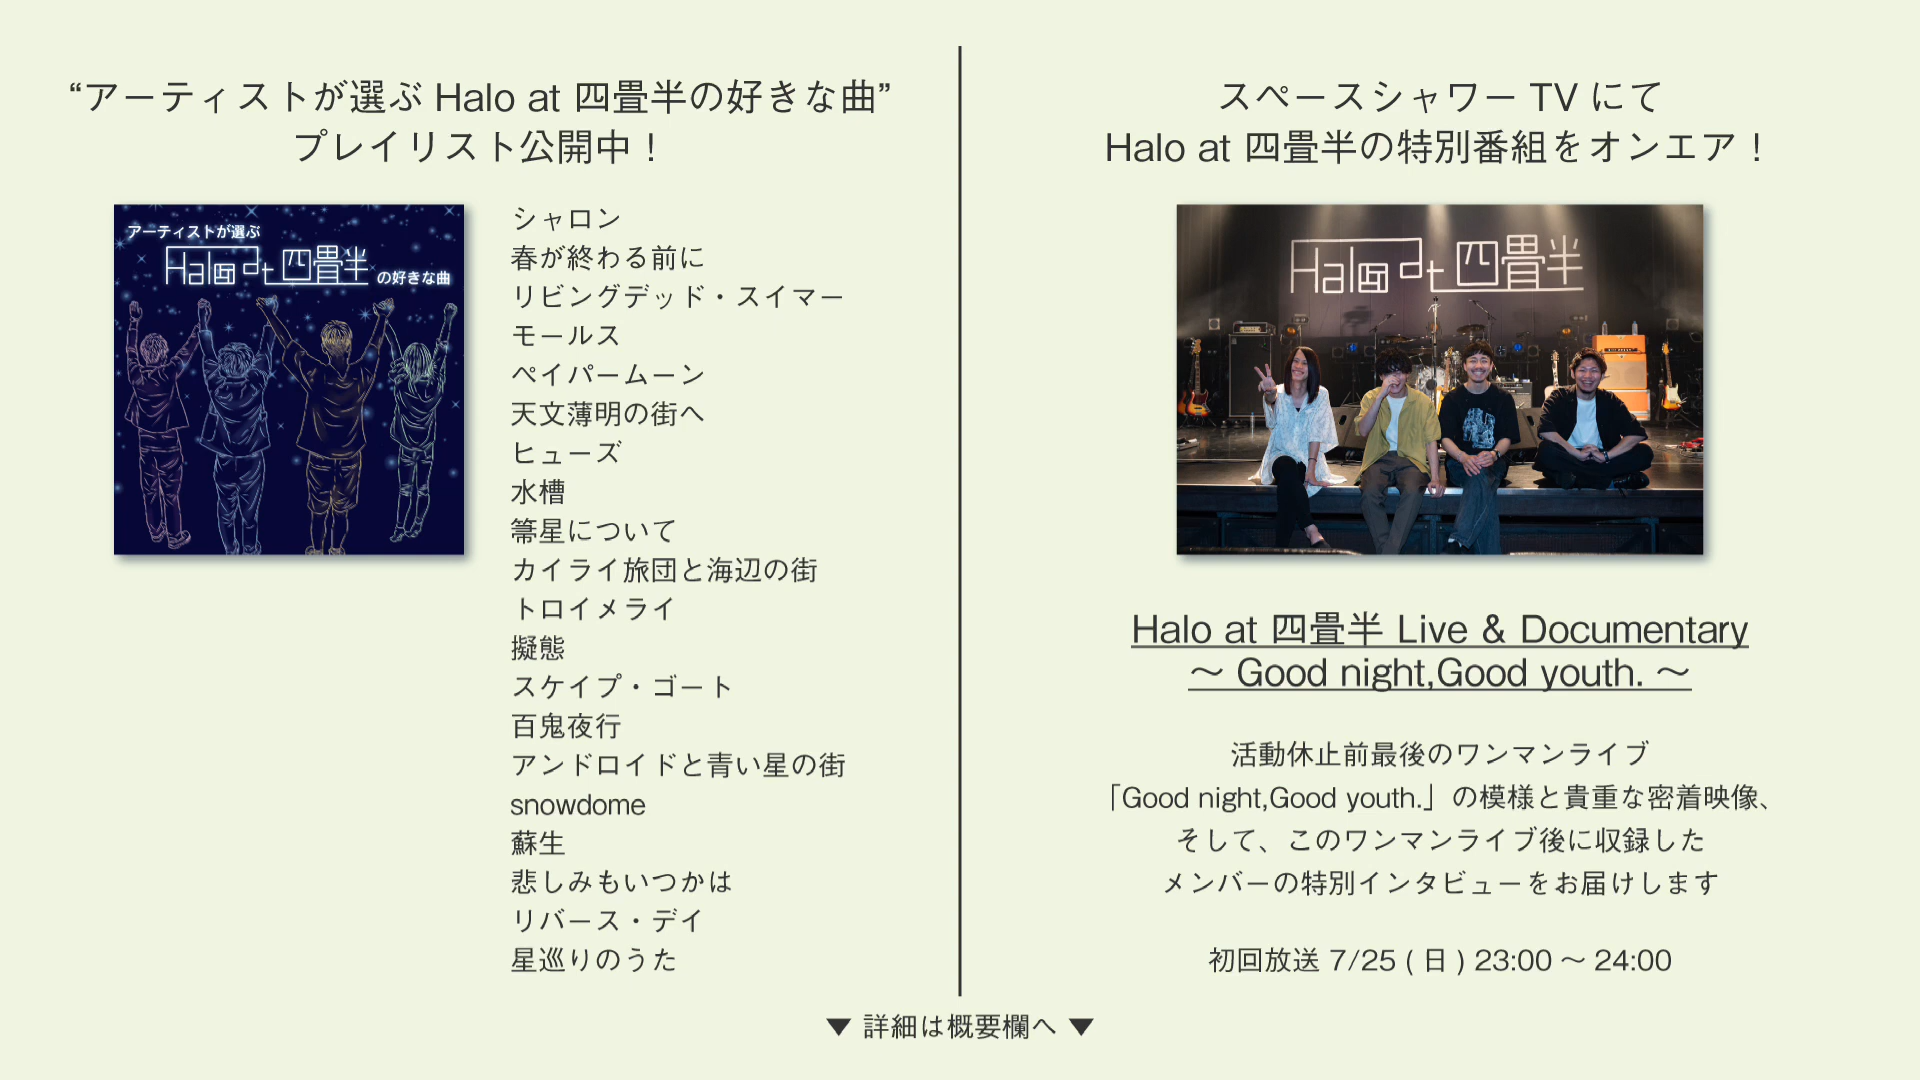 “アーティストが選ぶ Halo at 四畳半の好きな曲”
プレイリスト公開中！
アーティストが選ぶ
Halo at 四畳半 の好きな曲
シャロン
春が終わる前に
リビングデッド・スイマー
モールス
ペイパームーン
天文薄明の街へ
ヒューズ
水槽
箒星について
カイライ旅団と海辺の街
トロイメライ
擬態
スケイプ・ゴート
百鬼夜行
アンドロイドと青い星の街
snowdome
蘇生
悲しみもいつかは
リバース・デイ
星巡りのうた
スペースシャワー TV にて
Halo at 四畳半の特別番組をオンエア！
Halo at 四畳半
Halo at 四畳半 Live & Documentary
～ Good night,Good youth. ～
活動休止前最後のワンマンライブ
「Good night,Good youth.」の模様と貴重な密着映像、
そして、このワンマンライブ後に収録した
メンバーの特別インタビューをお届けします
初回放送 7/25 ( 日 ) 23:00 ～ 24:00
▼ 詳細は概要欄へ ▼